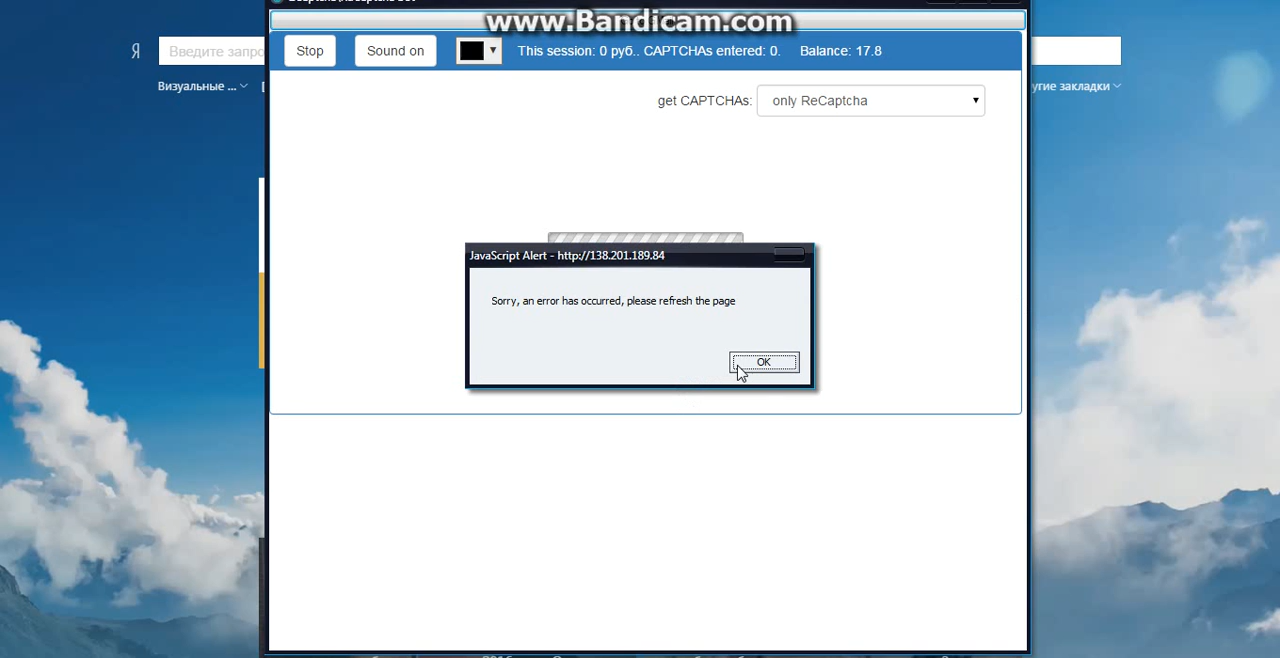 www.Bandicam.com
Я
Введите запро
Stop
Sound on
This session: 0 руб.. CAPTCHAs entered: 0.
Balance: 17.8
Визуальные ...
угие закладки
get CAPTCHAs:
only ReCaptcha
JavaScript Alert - http://138.201.189.84
Sorry, an error has occurred, please refresh the page
OK